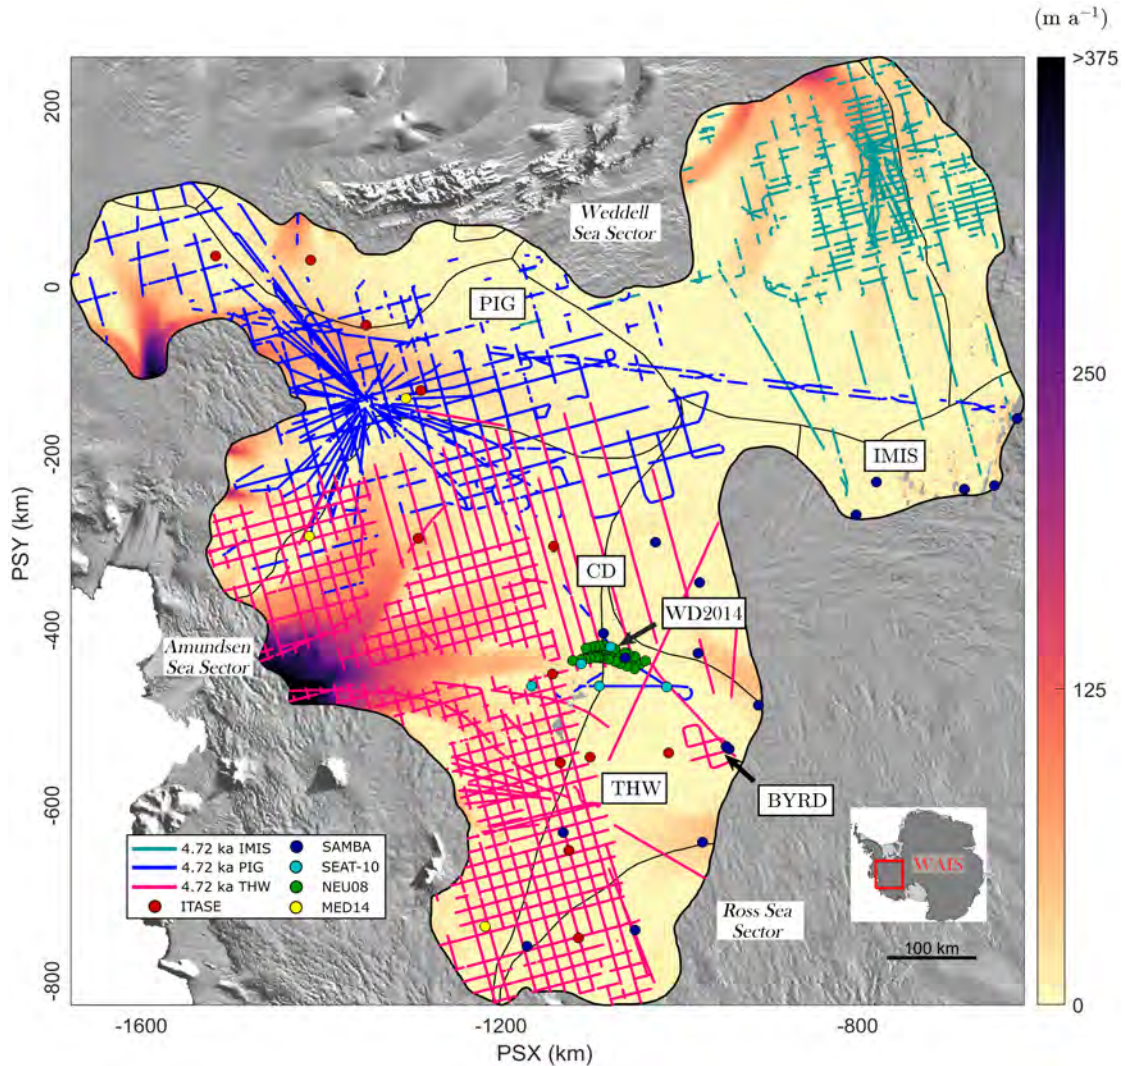 (m a⁻¹)
>375
250
125
0
200
0
-200
-400
-600
-800
PSY (km)
-1600
-1200
-800
PSX (km)
Weddell
Sea Sector
PIG
IMIS
CD
WD2014
Amundsen
Sea Sector
THW
BYRD
4.72 ka IMIS
4.72 ka PIG
4.72 ka THW
ITASE
SAMBA
SEAT-10
NEU08
MED14
WAIS
Ross Sea
Sector
100 km